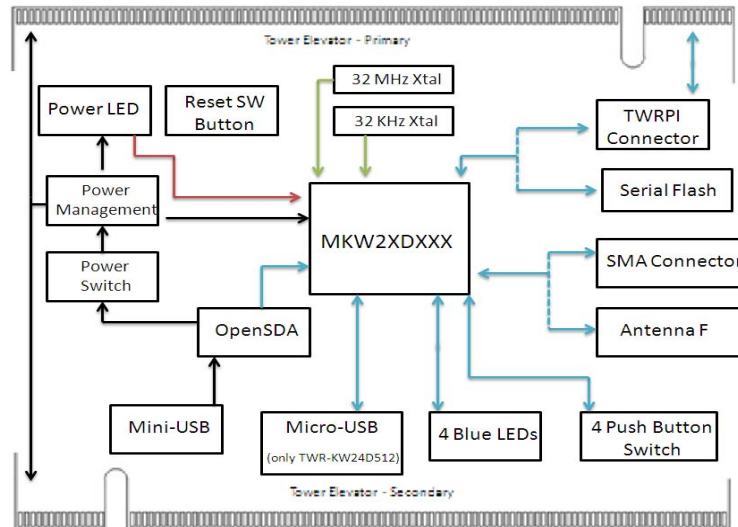 Tower Elevator - Primary
32 MHz Xtal
Power LED
Reset SW
Button
32 KHz Xtal
TWRPI
Connector
Power
Management
Serial Flash
MKW2XDXXX
Power
Switch
SMA Connector
OpenSDA
Antenna F
Mini-USB
Micro-USB
(only TWR-KW24D512)
4 Blue LEDs
4 Push Button
Switch
Tower Elevator - Secondary